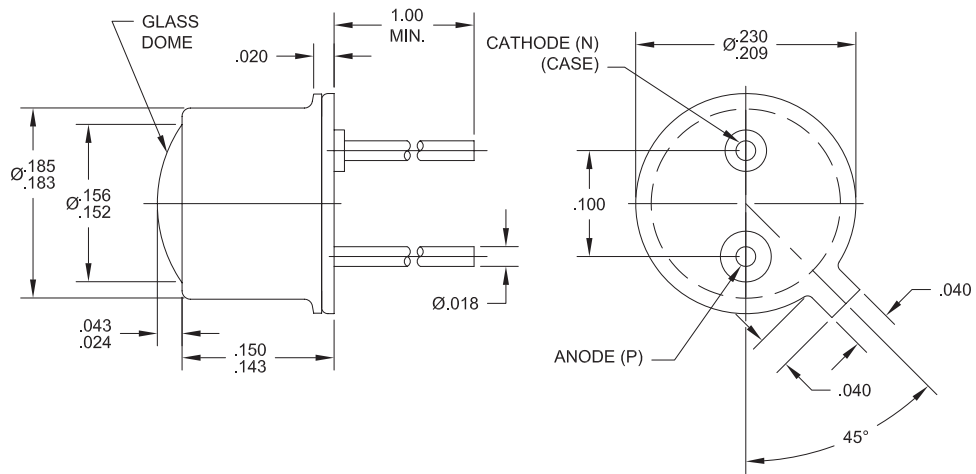 GLASS
DOME
.020
1.00
MIN.
CATHODE (N)
(CASE)
Ø.230
.209
Ø.185
.183
Ø.156
.152
.100
Ø.018
.040
.043
.024
.150
.143
ANODE (P)
.040
45°